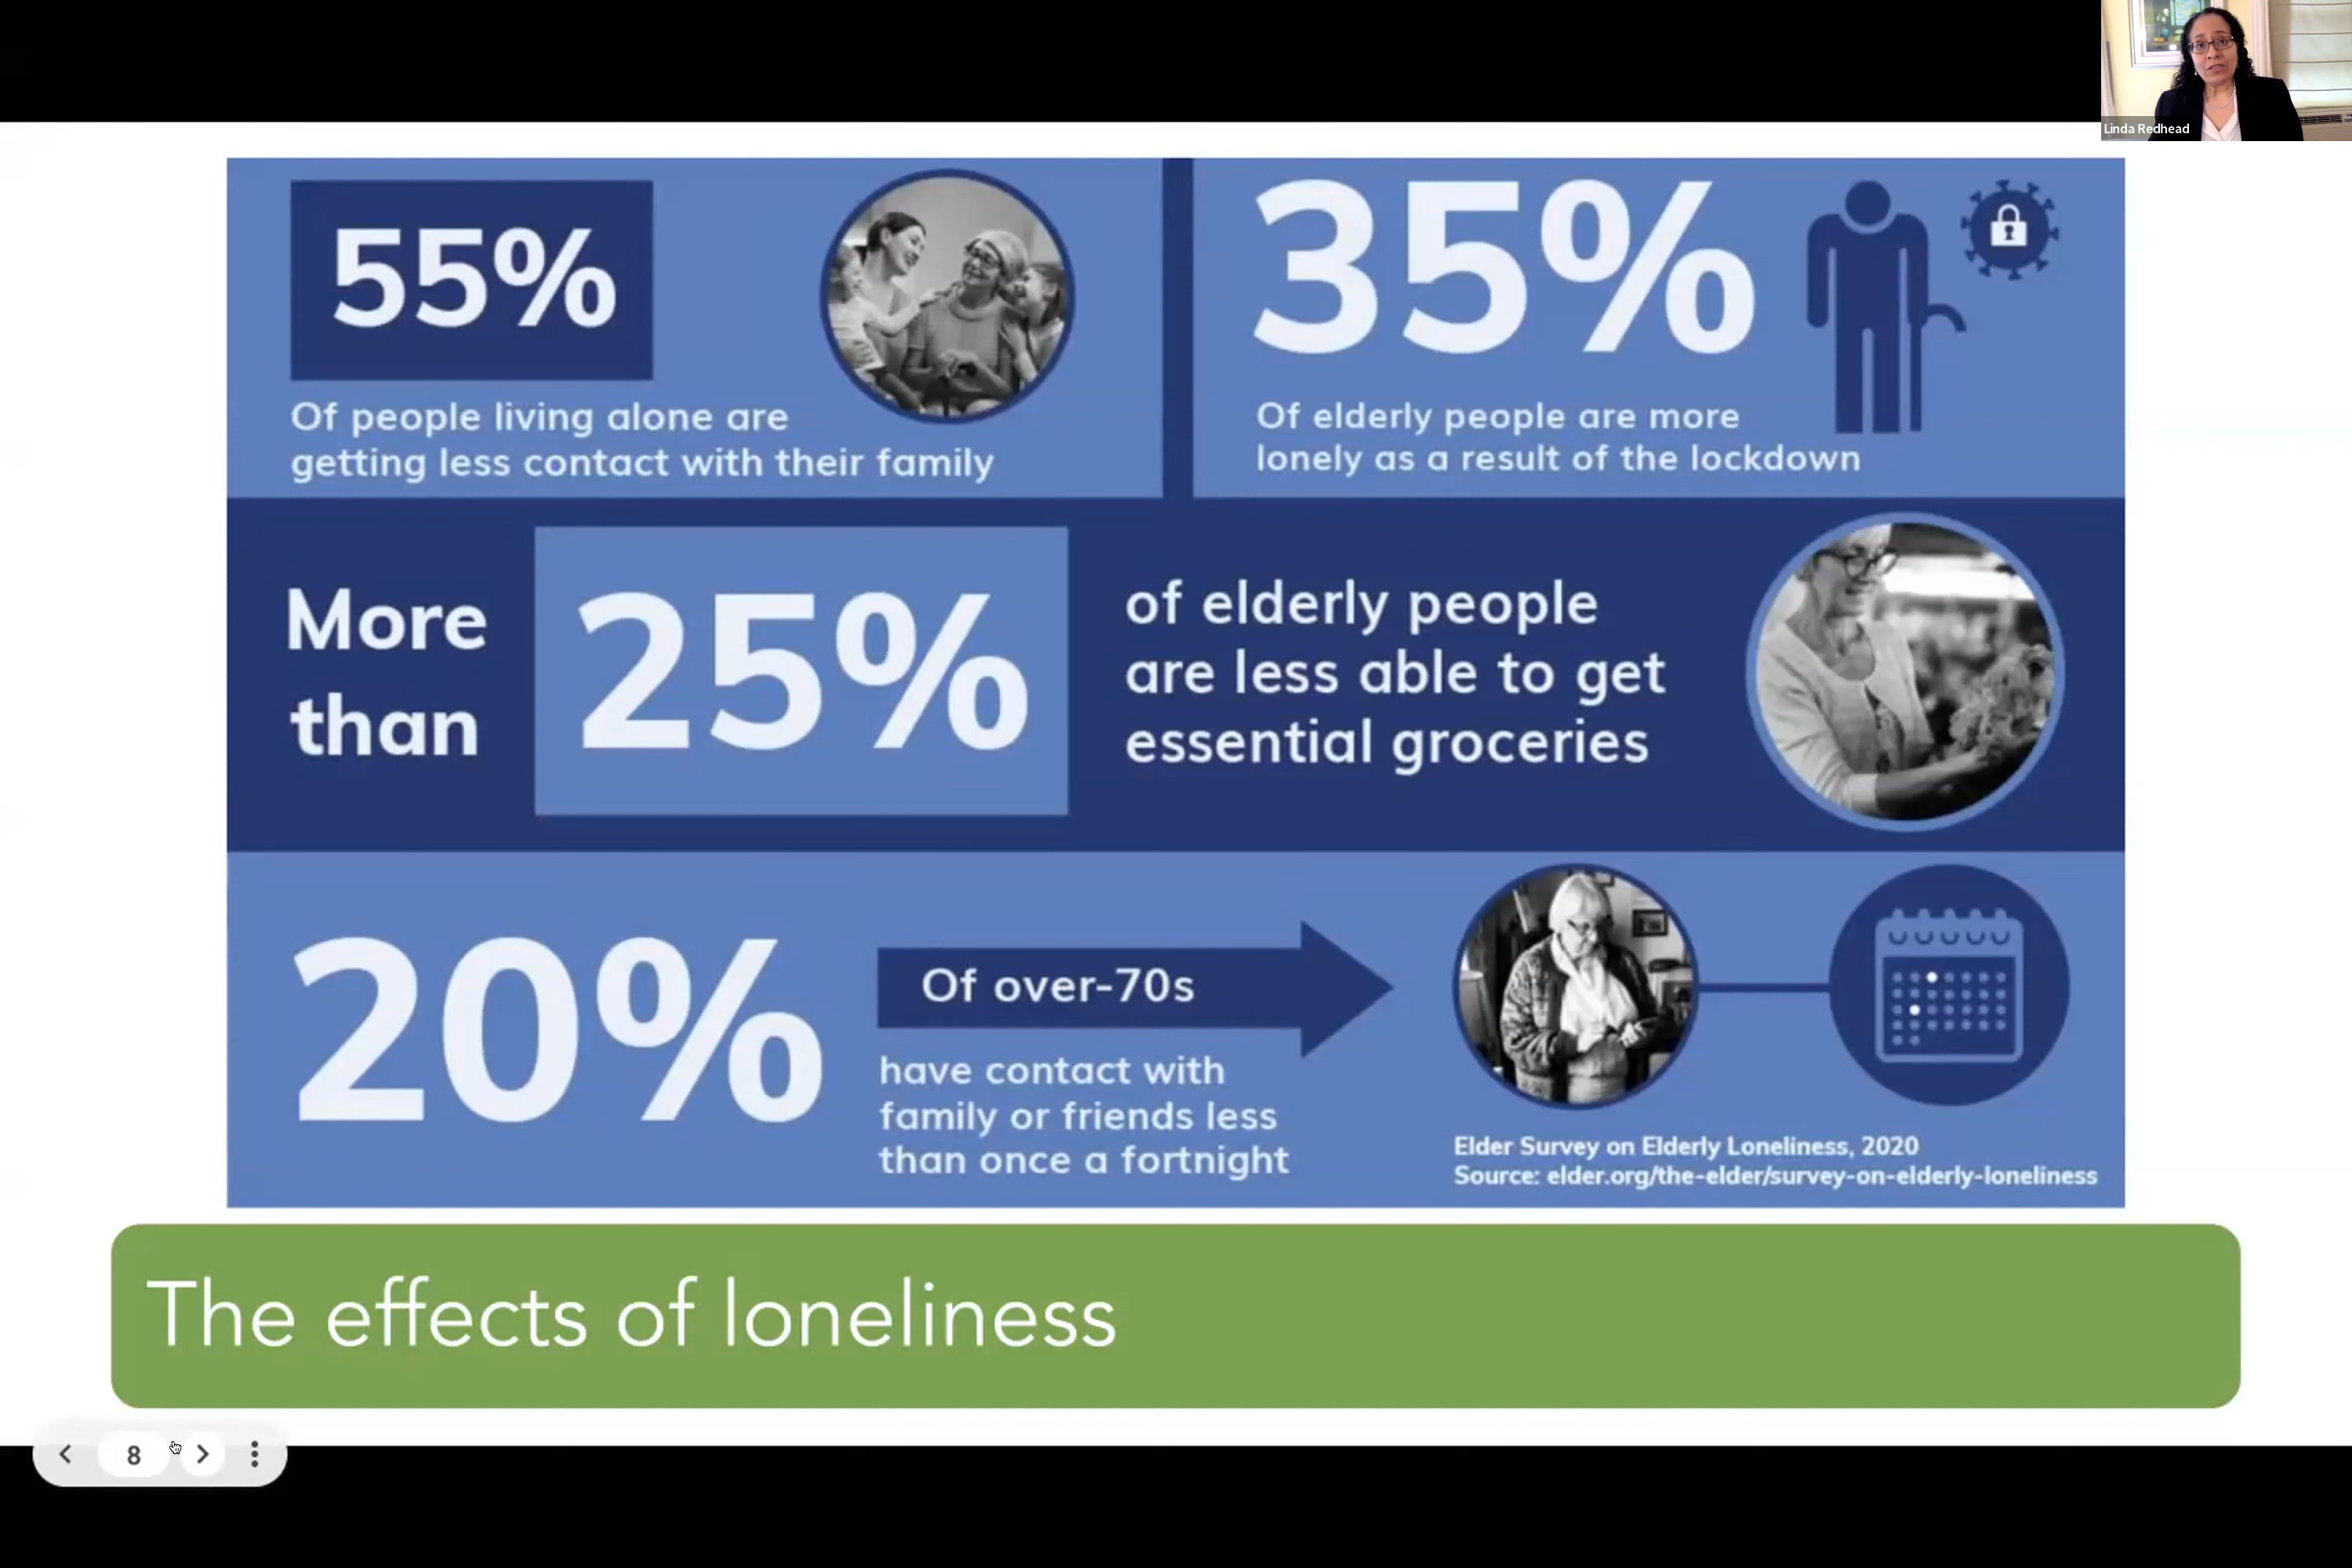 Linda Redhead
55%
Of people living alone are
getting less contact with their family
35%
Of elderly people are more
lonely as a result of the lockdown
More
than
25%
of elderly people
are less able to get
essential groceries
20%
Of over-70s
have contact with
family or friends less
than once a fortnight
Elder Survey on Elderly Loneliness, 2020
Source: elder.org/the-elder/survey-on-elderly-loneliness
The effects of loneliness
8